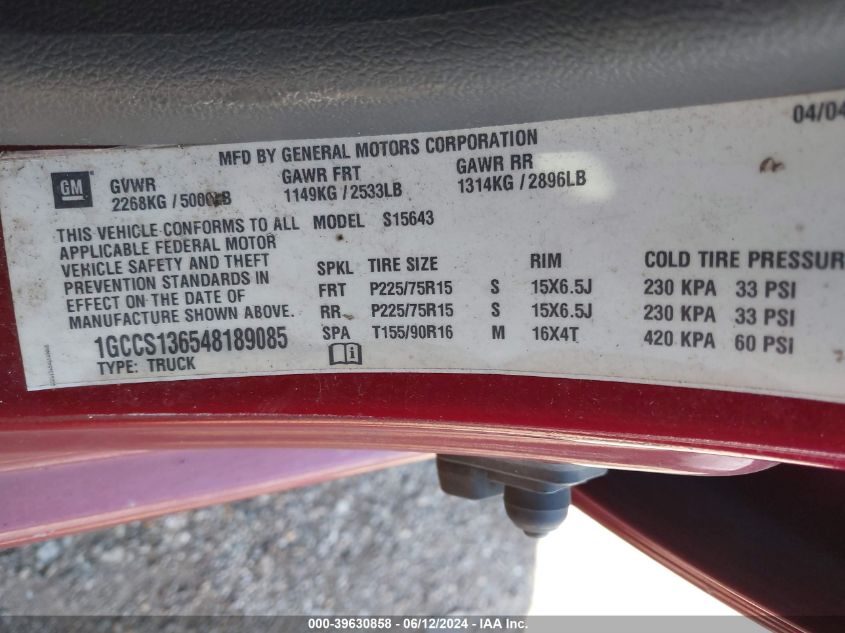 04/04
MFD BY GENERAL MOTORS CORPORATION
GM
GVWR GAWR FRT GAWR RR
2268KG / 5000LB 1149KG / 2533LB 1314KG / 2896LB
THIS VEHICLE CONFORMS TO ALL MODEL S15643
APPLICABLE FEDERAL MOTOR
VEHICLE SAFETY AND THEFT
PREVENTION STANDARDS IN
EFFECT ON THE DATE OF
MANUFACTURE SHOWN ABOVE.
1GCCS136548189085
TYPE: TRUCK
SPKL TIRE SIZE RIM COLD TIRE PRESSUR
FRT P225/75R15 S 15X6.5J 230 KPA 33 PSI
RR P225/75R15 S 15X6.5J 230 KPA 33 PSI
SPA T155/90R16 M 16X4T 420 KPA 60 PSI
000-39630858 - 06/12/2024 - IAA Inc.